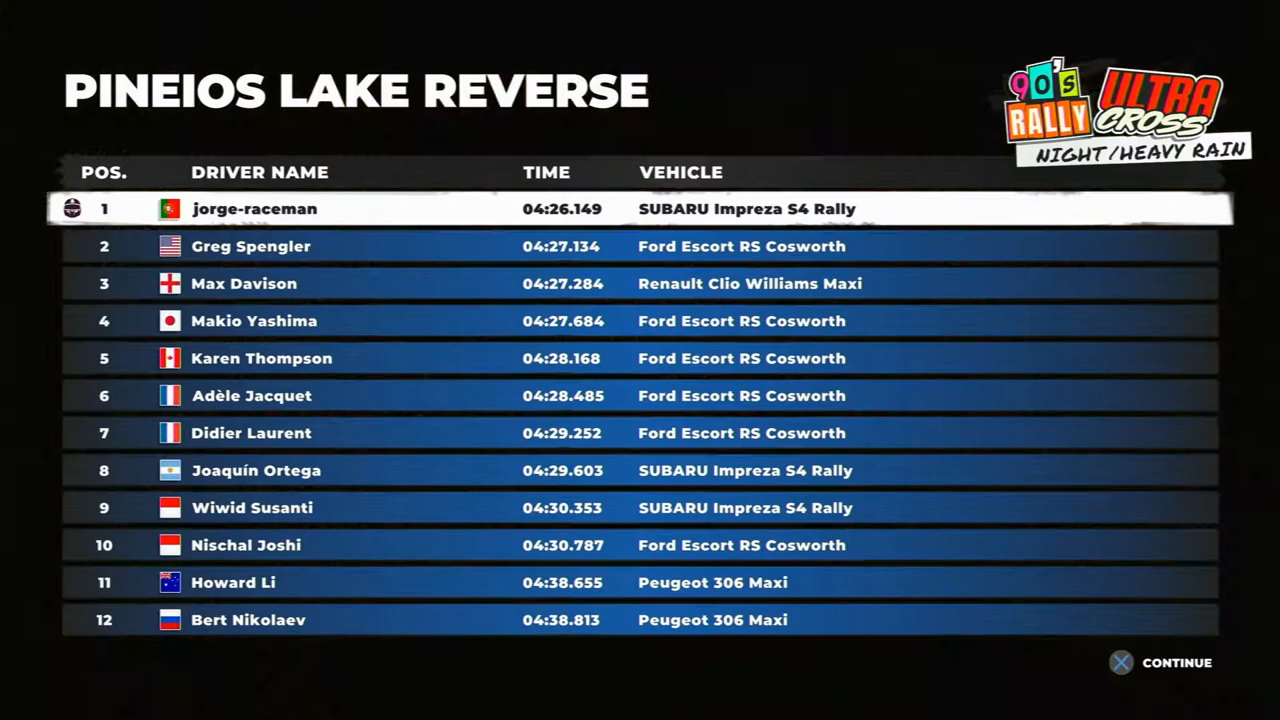 PINEIOS LAKE REVERSE
90's RALLY ULTRA CROSS
NIGHT/HEAVY RAIN
POS. DRIVER NAME TIME VEHICLE
1 jorge-raceman 04:26.149 SUBARU Impreza S4 Rally
2 Greg Spengler 04:27.134 Ford Escort RS Cosworth
3 Max Davison 04:27.284 Renault Clio Williams Maxi
4 Makio Yashima 04:27.684 Ford Escort RS Cosworth
5 Karen Thompson 04:28.168 Ford Escort RS Cosworth
6 Adèle Jacquet 04:28.485 Ford Escort RS Cosworth
7 Didier Laurent 04:29.252 Ford Escort RS Cosworth
8 Joaquín Ortega 04:29.603 SUBARU Impreza S4 Rally
9 Wiwid Susanti 04:30.353 SUBARU Impreza S4 Rally
10 Nischal Joshi 04:30.787 Ford Escort RS Cosworth
11 Howard Li 04:38.655 Peugeot 306 Maxi
12 Bert Nikolaev 04:38.813 Peugeot 306 Maxi
CONTINUE